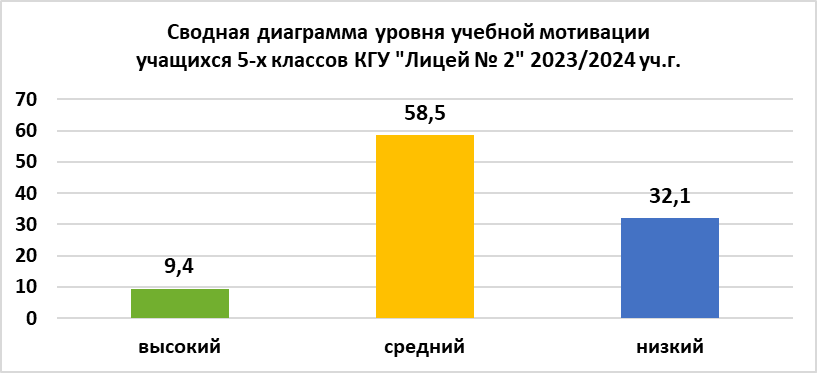 Сводная диаграмма уровня учебной мотивации
учащихся 5-х классов КГУ "Лицей № 2" 2023/2024 уч.г.
70
60
50
40
30
20
10
0
9,4
58,5
32,1
высокий
средний
низкий